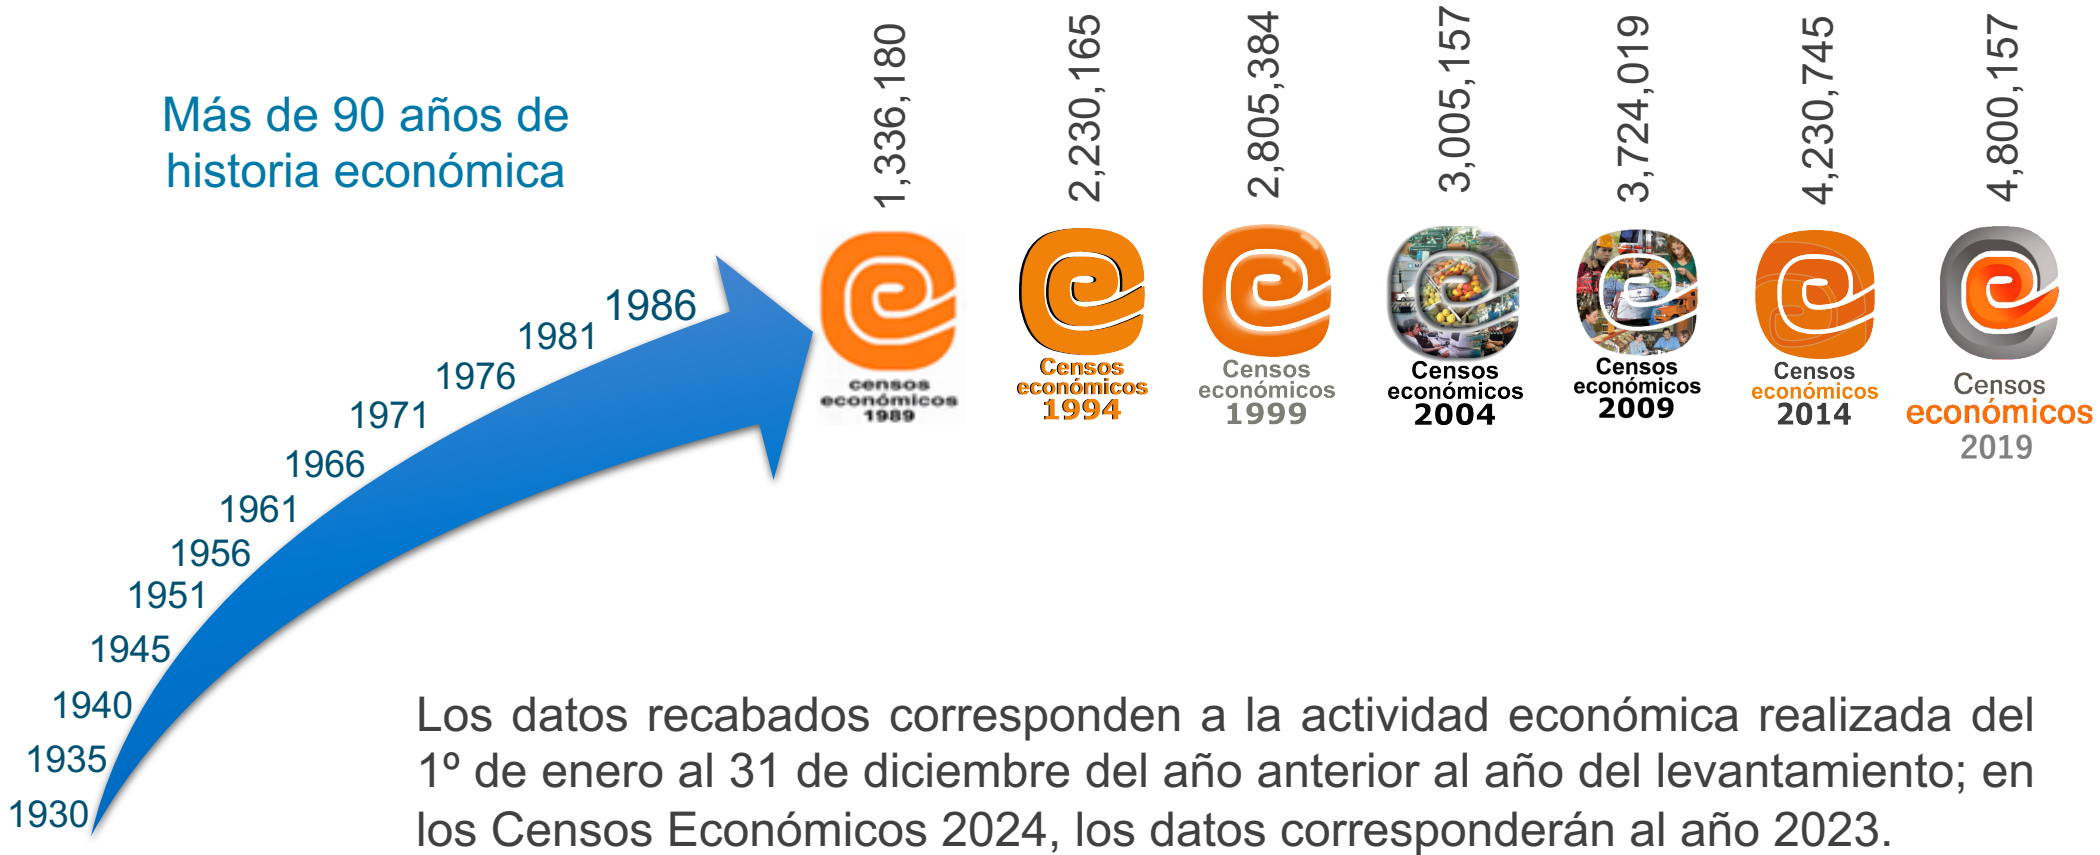 Más de 90 años de
historia económica
1,336,180
2,230,165
2,805,384
3,005,157
3,724,019
4,230,745
4,800,157
censos
económicos
1989
Censos
económicos
1994
Censos
económicos
1999
Censos
económicos
2004
Censos
económicos
2009
Censos
económicos
2014
Censos
económicos
2019
1986
1981
1976
1971
1966
1961
1956
1951
1945
1940
1935
1930
Los datos recabados corresponden a la actividad económica realizada del
1º de enero al 31 de diciembre del año anterior al año del levantamiento; en
los Censos Económicos 2024, los datos corresponderán al año 2023.